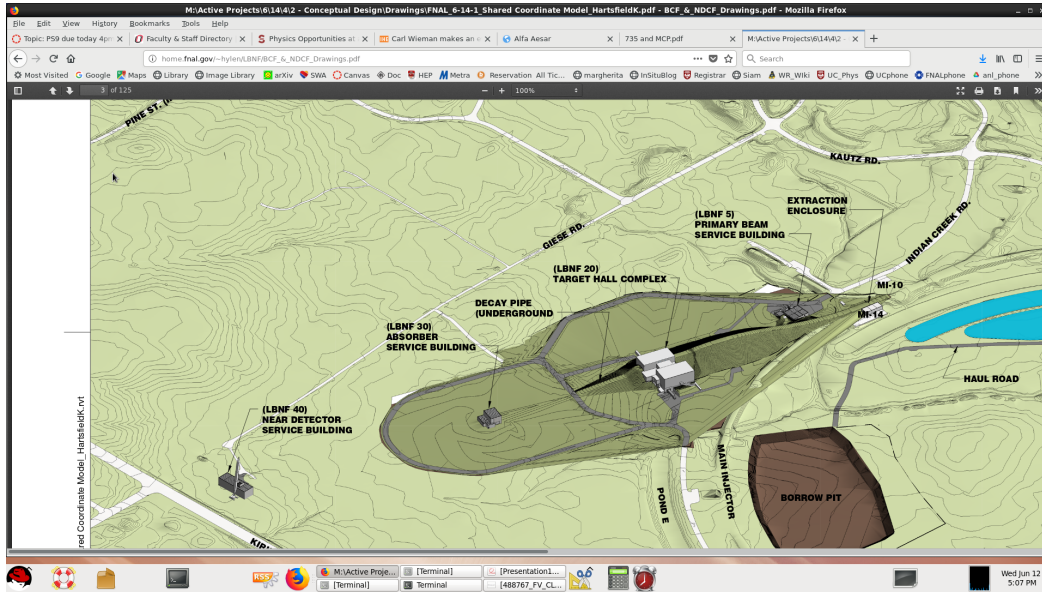 M:\Active Projects\6\14\4\2 - Conceptual Design\Drawings\FNAL_6-14-1_Shared Coordinate Model_HartsfieldK.pdf - BCF_&_NDCF_Drawings.pdf - Mozilla Firefox
File Edit View History Bookmarks Tools Help
Topic: PS9 due today 4pm
Faculty & Staff Directory
Physics Opportunities at
Carl Wieman makes an e
Alfa Aesar
735 and MCP.pdf
M:\Active Projects\6\14\4\2 -
home.fnal.gov/~hylen/LBNF/BCF_&_NDCF_Drawings.pdf
Search
Most Visited Google Maps Library Image Library arXiv SWA Canvas Doc HEP Metra Reservation All Tic... margherita InSituBlog Registrar Siam WR_Wiki UC_Phys UCphone FNALphone anl_phone
3 of 125
100%
PINE ST.
KAUTZ RD.
EXTRACTION
ENCLOSURE
(LBNF 5)
PRIMARY BEAM
SERVICE BUILDING
INDIAN CREEK RD.
GIESE RD.
(LBNF 20)
TARGET HALL COMPLEX
MI-10
DECAY PIPE
(UNDERGROUND
MI-14
(LBNF 30)
ABSORBER
SERVICE BUILDING
HAUL ROAD
(LBNF 40)
NEAR DETECTOR
SERVICE BUILDING
MAIN INJECTOR
POND E
BORROW PIT
KIR
red Coordinate Model_HartsfieldK.rvt
RSS
M:\Active Proje...
[Terminal]
[Presentation1...
[Terminal]
Terminal
[488767_FV_CL...
Wed Jun 12
5:07 PM